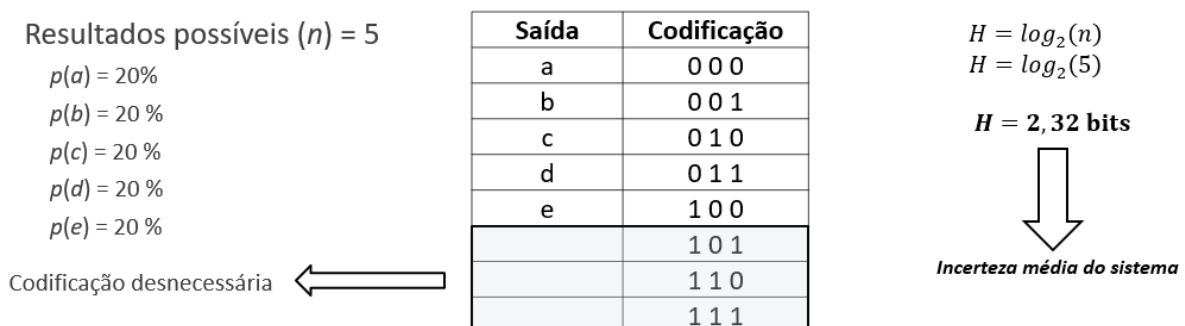 Resultados possíveis (n) = 5
p(a) = 20%
p(b) = 20 %
p(c) = 20 %
p(d) = 20 %
p(e) = 20 %
Codificação desnecessária
Saída Codificação
a 0 0 0
b 0 0 1
c 0 1 0
d 0 1 1
e 1 0 0
1 0 1
1 1 0
1 1 1
H = log₂(n)
H = log₂(5)
H = 2,32 bits
Incerteza média do sistema